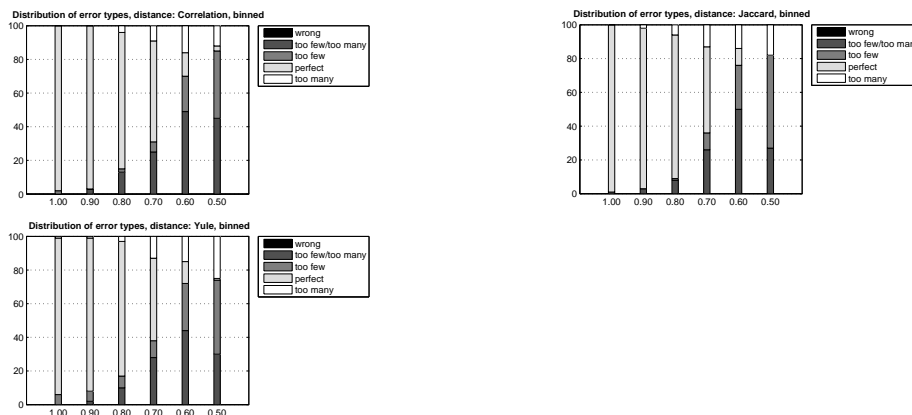 Distribution of error types, distance: Correlation, binned
100
80
60
40
20
0
1.00 0.90 0.80 0.70 0.60 0.50
wrong
too few/too many
too few
perfect
too many
Distribution of error types, distance: Jaccard, binned
100
80
60
40
20
0
1.00 0.90 0.80 0.70 0.60 0.50
wrong
too few/too many
too few
perfect
too many
Distribution of error types, distance: Yule, binned
100
80
60
40
20
0
1.00 0.90 0.80 0.70 0.60 0.50
wrong
too few/too many
too few
perfect
too many